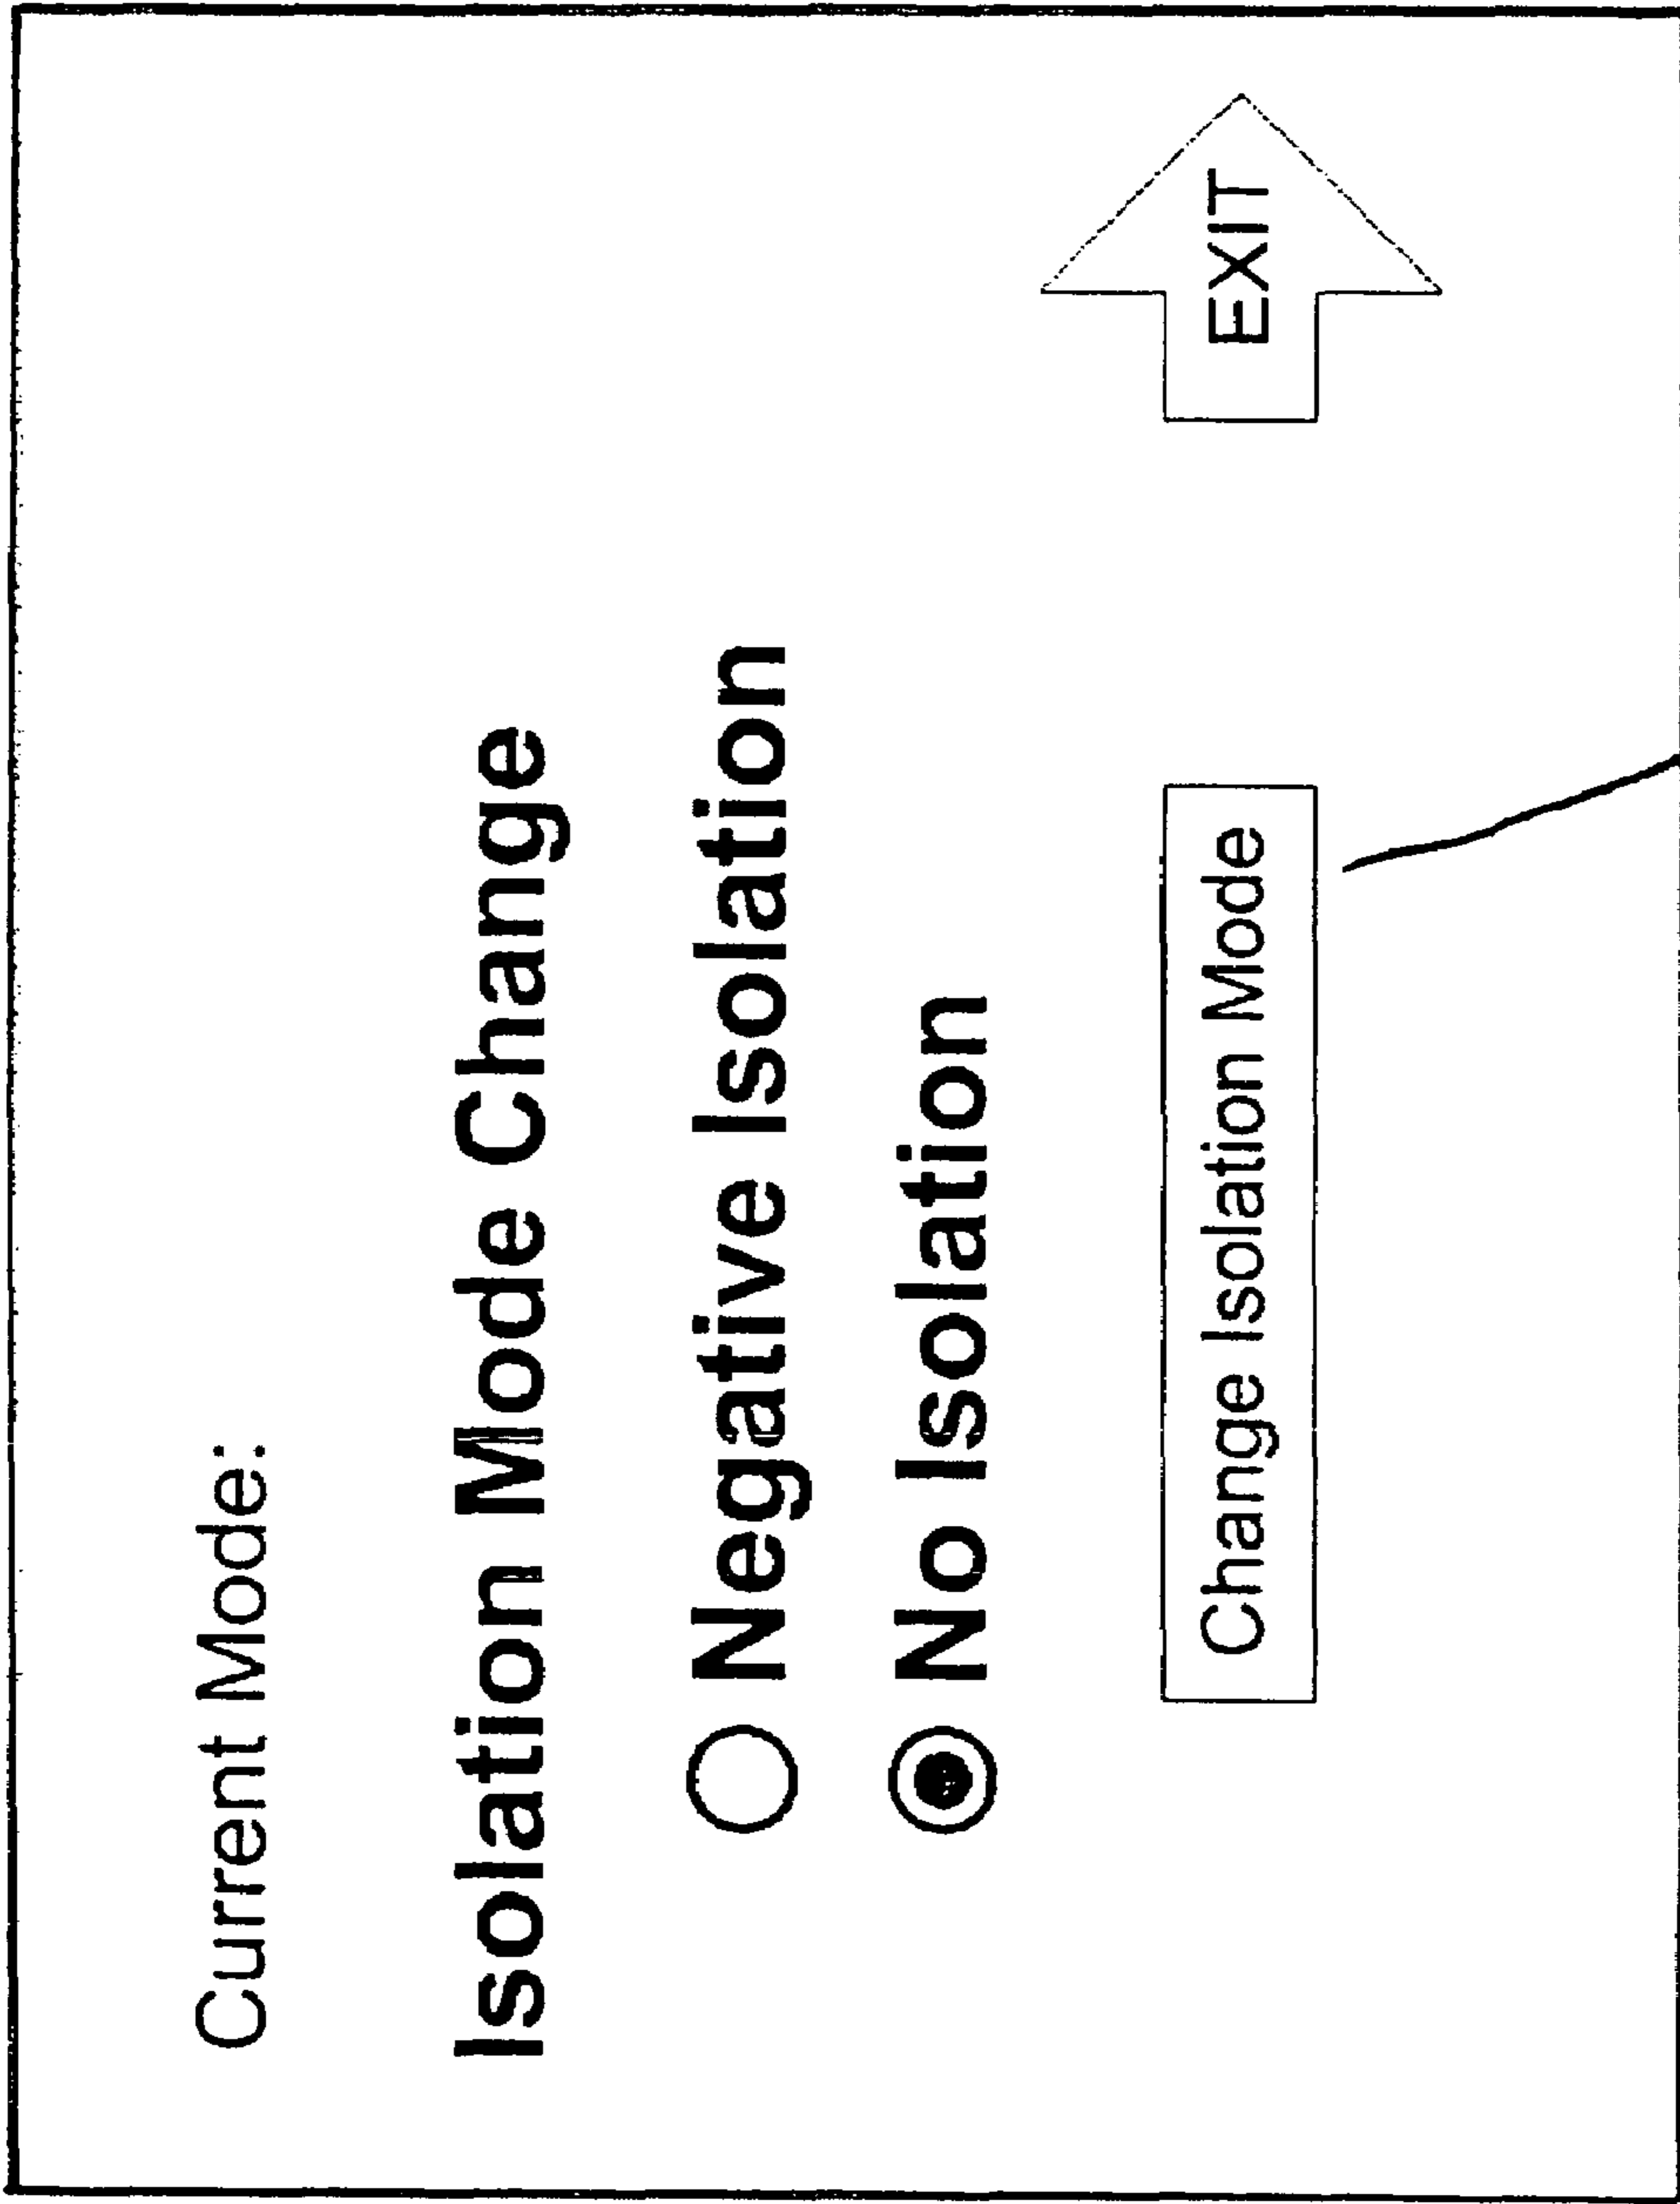 Current Mode:
Isolation Mode Change
Negative Isolation
No Isolation
Change Isolation Mode
EXIT